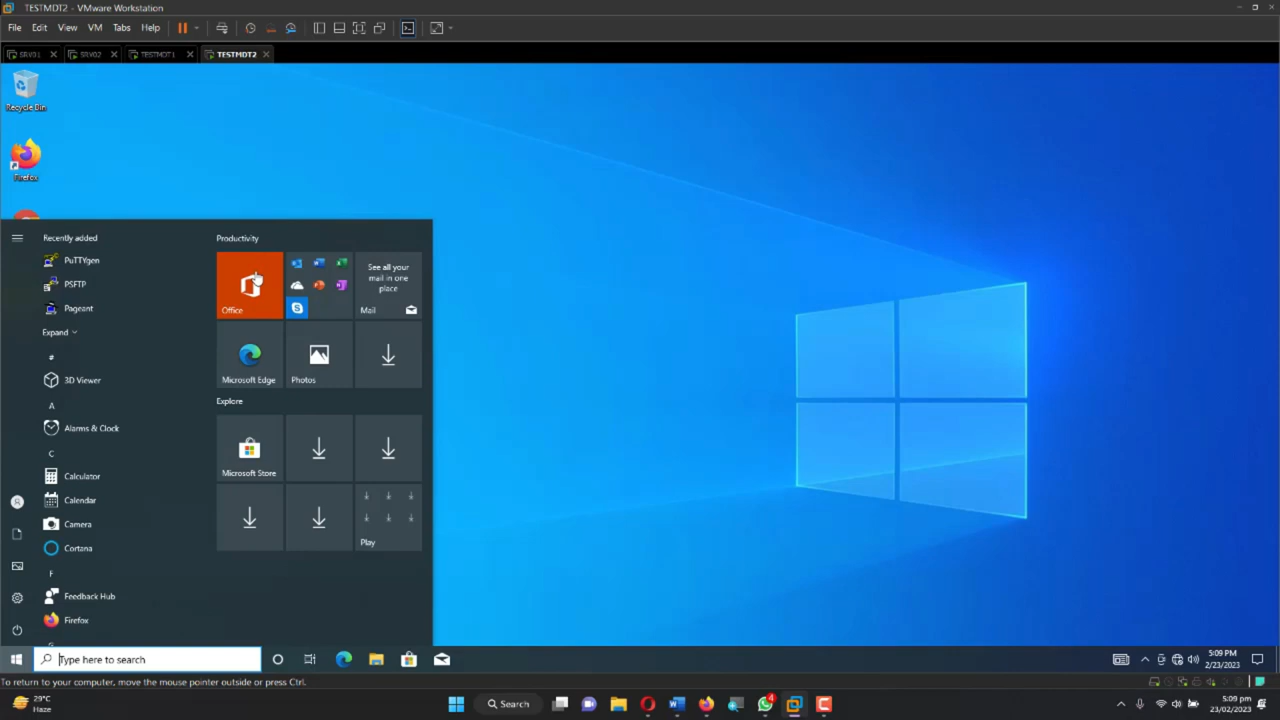 TESTMDT2 - VMware Workstation
File Edit View VM Tabs Help
SRV01 SRV02 TESTMDT1 TESTMDT2
Recycle Bin
Firefox
Recently added
PuTTYgen
PSFTP
Pageant
Expand
#
3D Viewer
A
Alarms & Clock
C
Calculator
Calendar
Camera
Cortana
F
Feedback Hub
Firefox
Productivity
Office
See all your
mail in one
place
Mail
Microsoft Edge
Photos
Explore
Microsoft Store
Play
Type here to search
5:09 PM
2/23/2023
To return to your computer, move the mouse pointer outside or press Ctrl.
29°C
Haze
Search
4
5:09 pm
23/02/2023